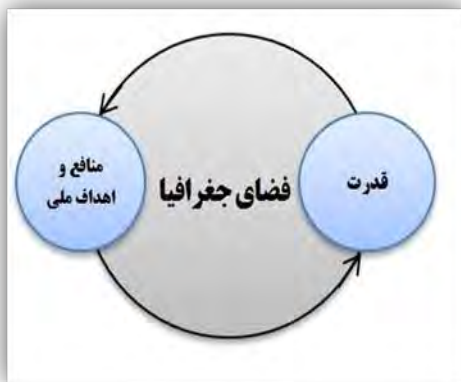 قدرت
فضای جغرافیا
منافع و
اهداف ملی